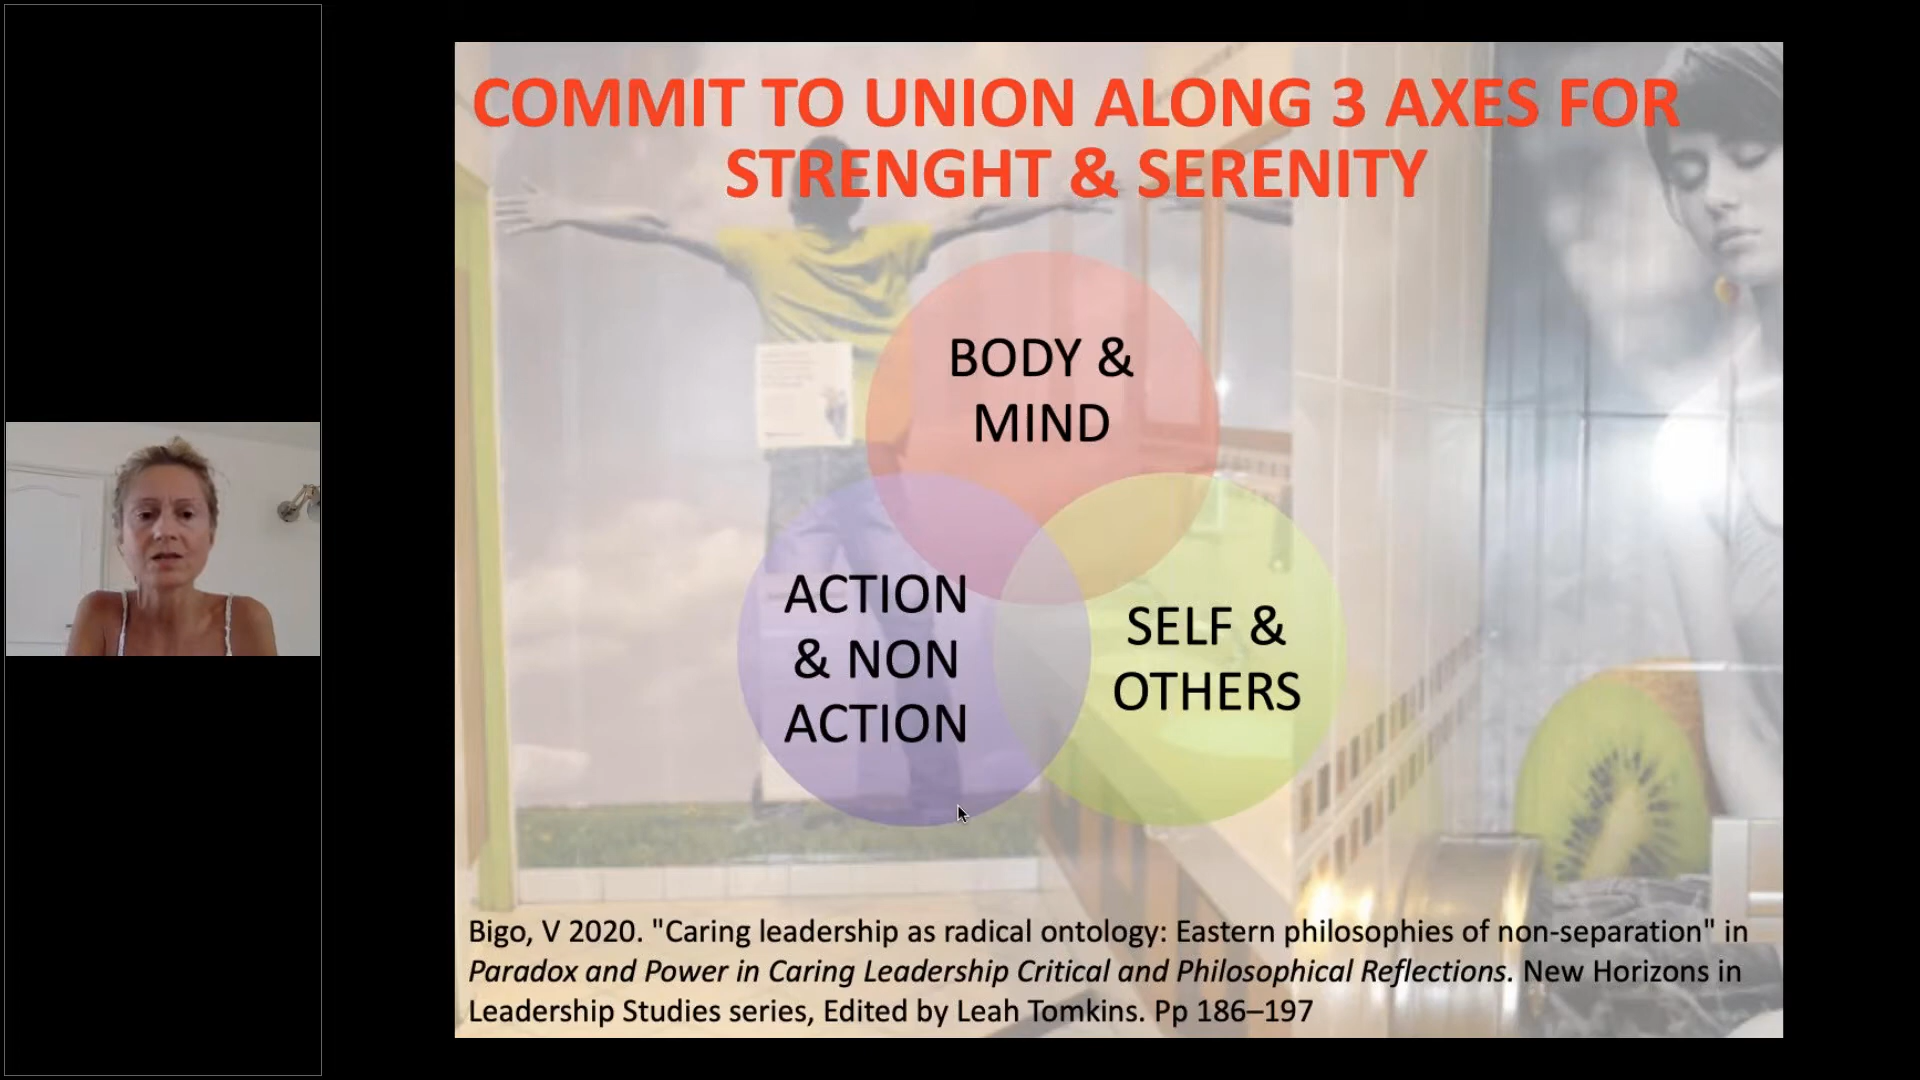 COMMIT TO UNION ALONG 3 AXES FOR
STRENGHT & SERENITY
BODY &
MIND
ACTION
& NON
ACTION
SELF &
OTHERS
Bigo, V 2020. "Caring leadership as radical ontology: Eastern philosophies of non-separation" in
Paradox and Power in Caring Leadership Critical and Philosophical Reflections. New Horizons in
Leadership Studies series, Edited by Leah Tomkins. Pp 186–197